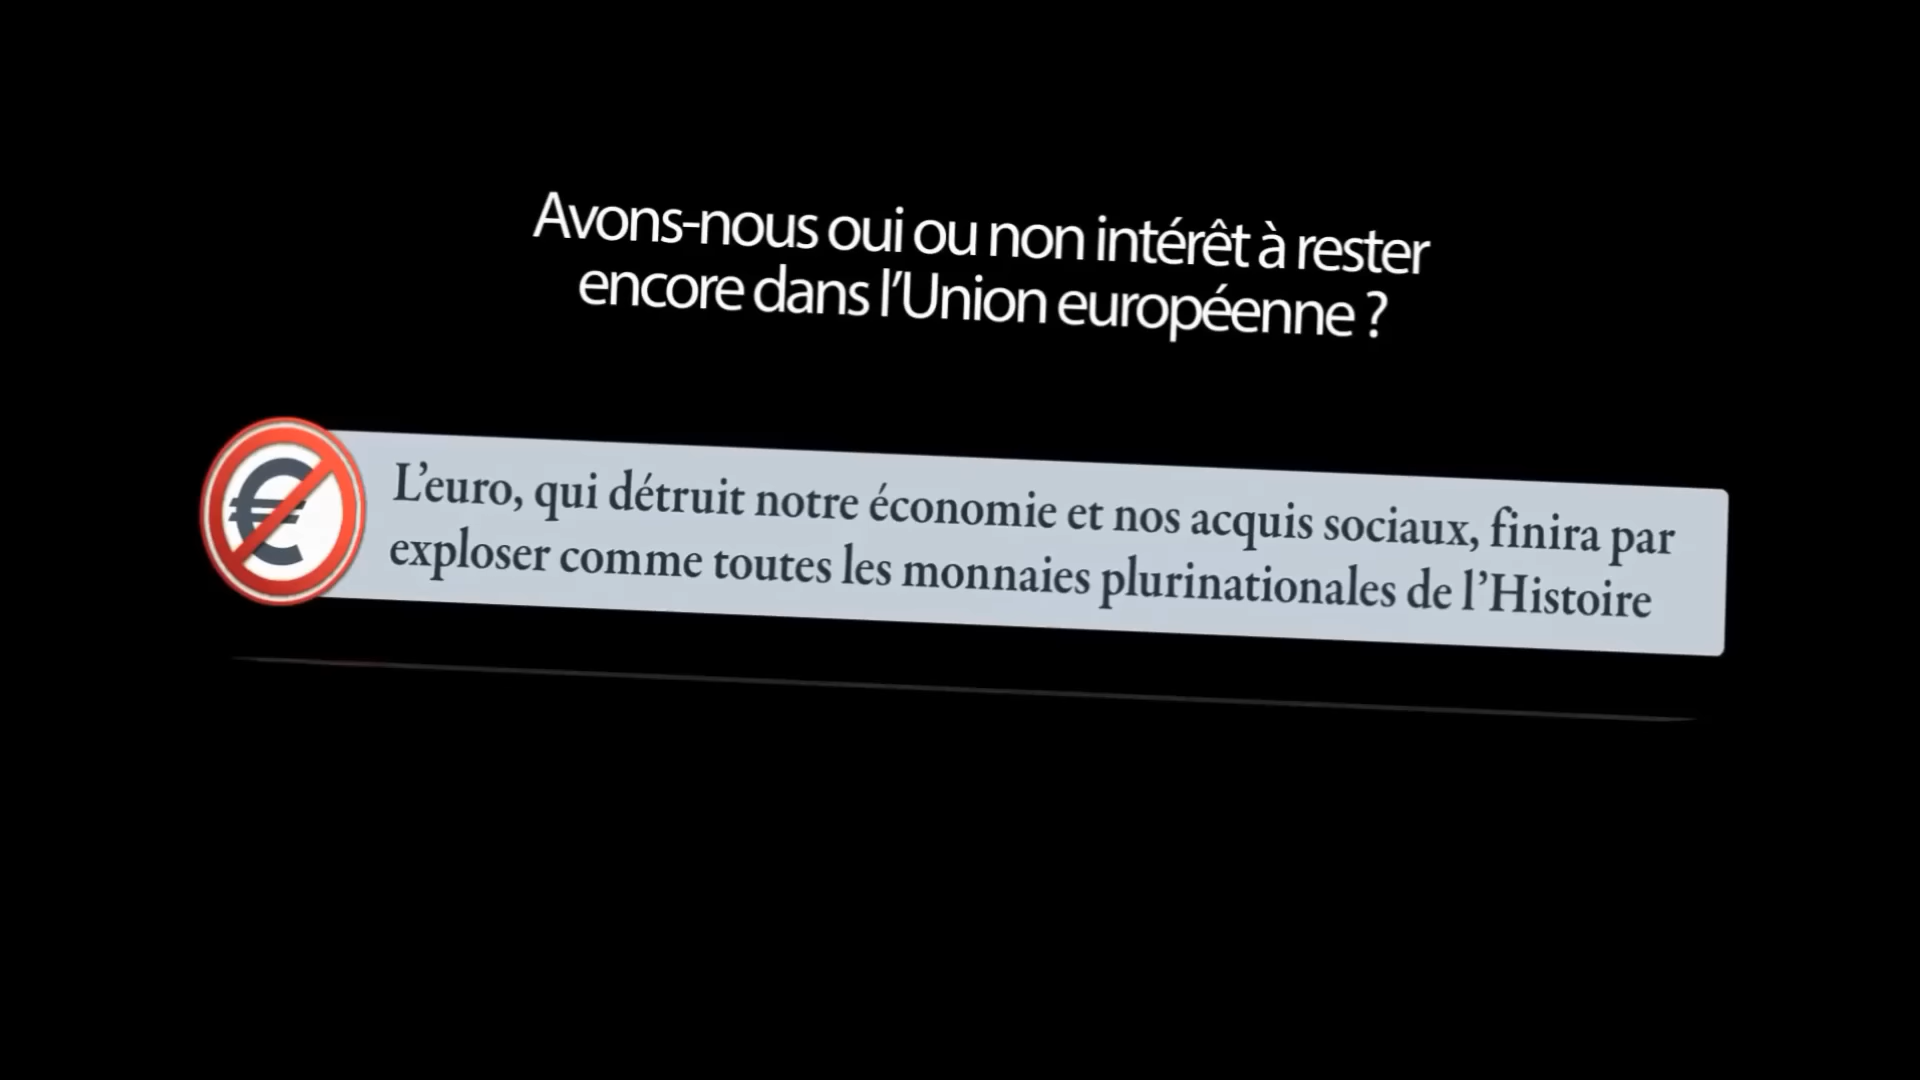 Avons-nous oui ou non intérêt à rester
encore dans l’Union européenne ?
L’euro, qui détruit notre économie et nos acquis sociaux, finira par
exploser comme toutes les monnaies plurinationales de l’Histoire